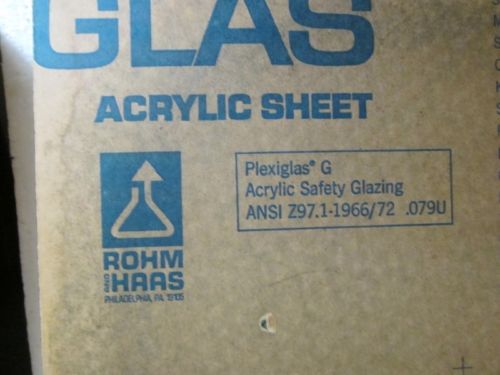 GLAS
ACRYLIC SHEET
Plexiglas® G
Acrylic Safety Glazing
ANSI Z97.1-1966/72 .079U
ROHM
AND HAAS
PHILADELPHIA, PA. 19105